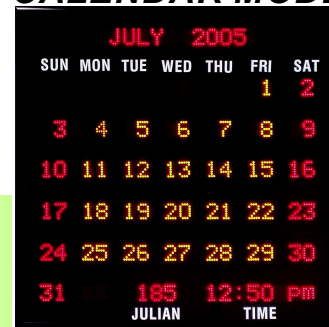 CALENDAR MODE
JULY 2005
SUN MON TUE WED THU FRI SAT
1 2
3 4 5 6 7 8 9
10 11 12 13 14 15 16
17 18 19 20 21 22 23
24 25 26 27 28 29 30
31 185 12:50 PM
JULIAN TIME